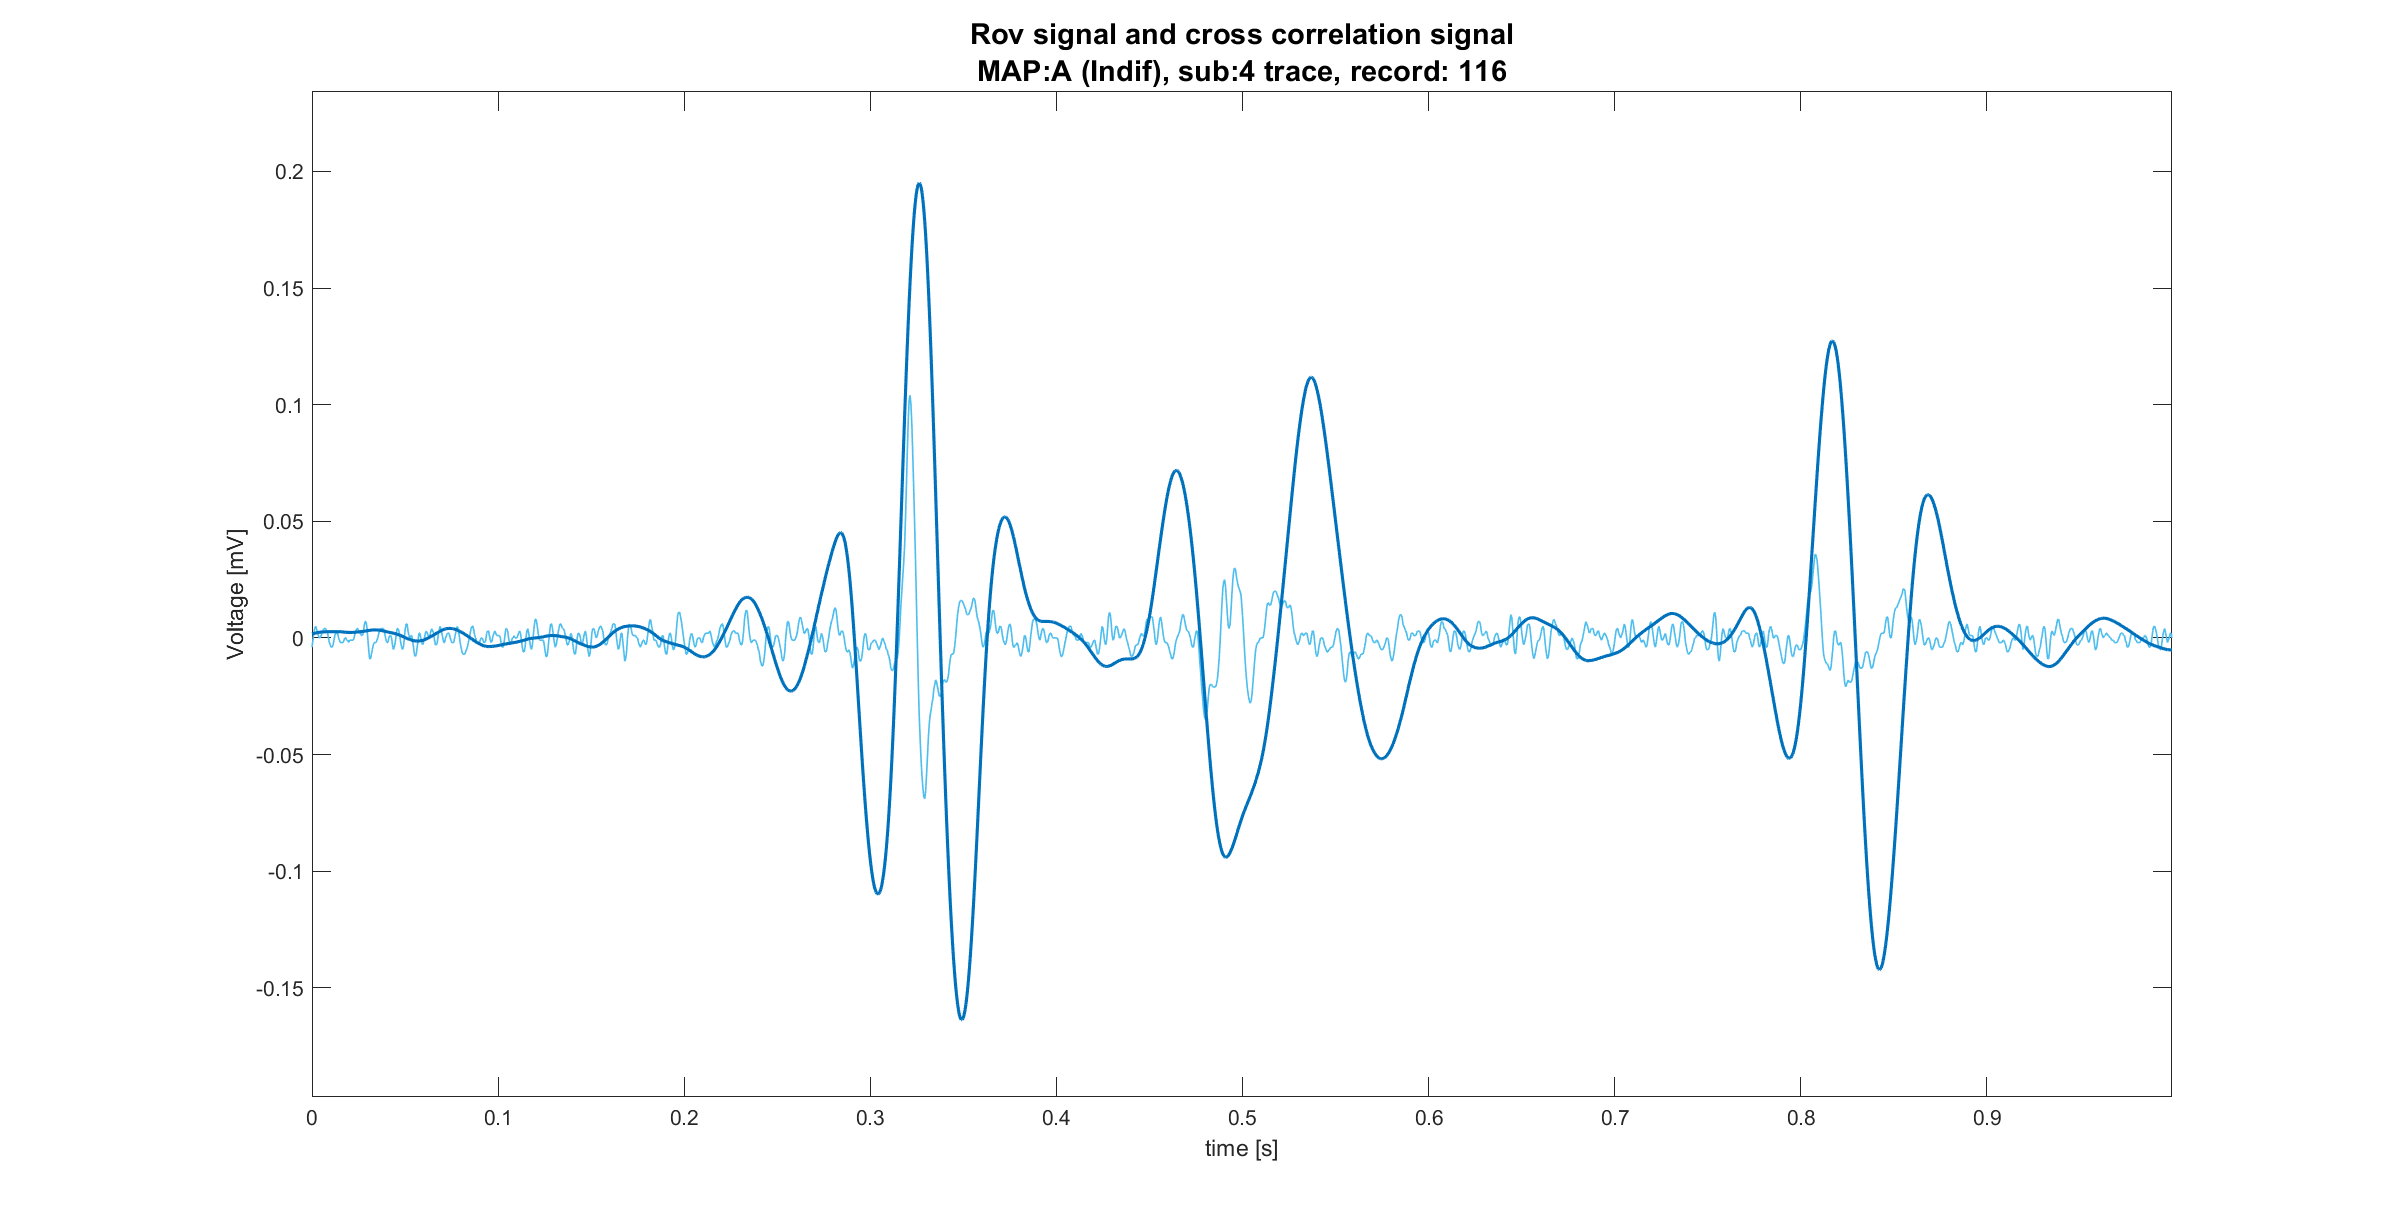 Rov signal and cross correlation signal
MAP:A (Indif), sub:4 trace, record: 116
0.2
0.15
0.1
0.05
0
-0.05
-0.1
-0.15
Voltage [mV]
0 0.1 0.2 0.3 0.4 0.5 0.6 0.7 0.8 0.9
time [s]